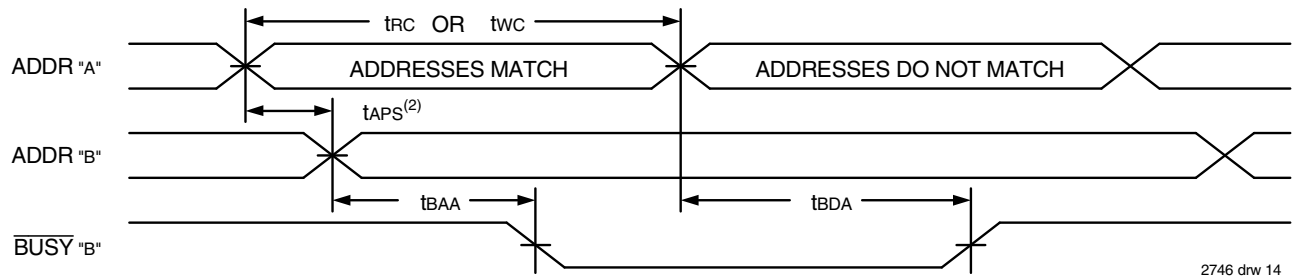 tRC OR tWC
ADDR "A"
ADDRESSES MATCH
ADDRESSES DO NOT MATCH
tAPS(2)
ADDR "B"
tBAA
tBDA
BUSY "B"
2746 drw 14